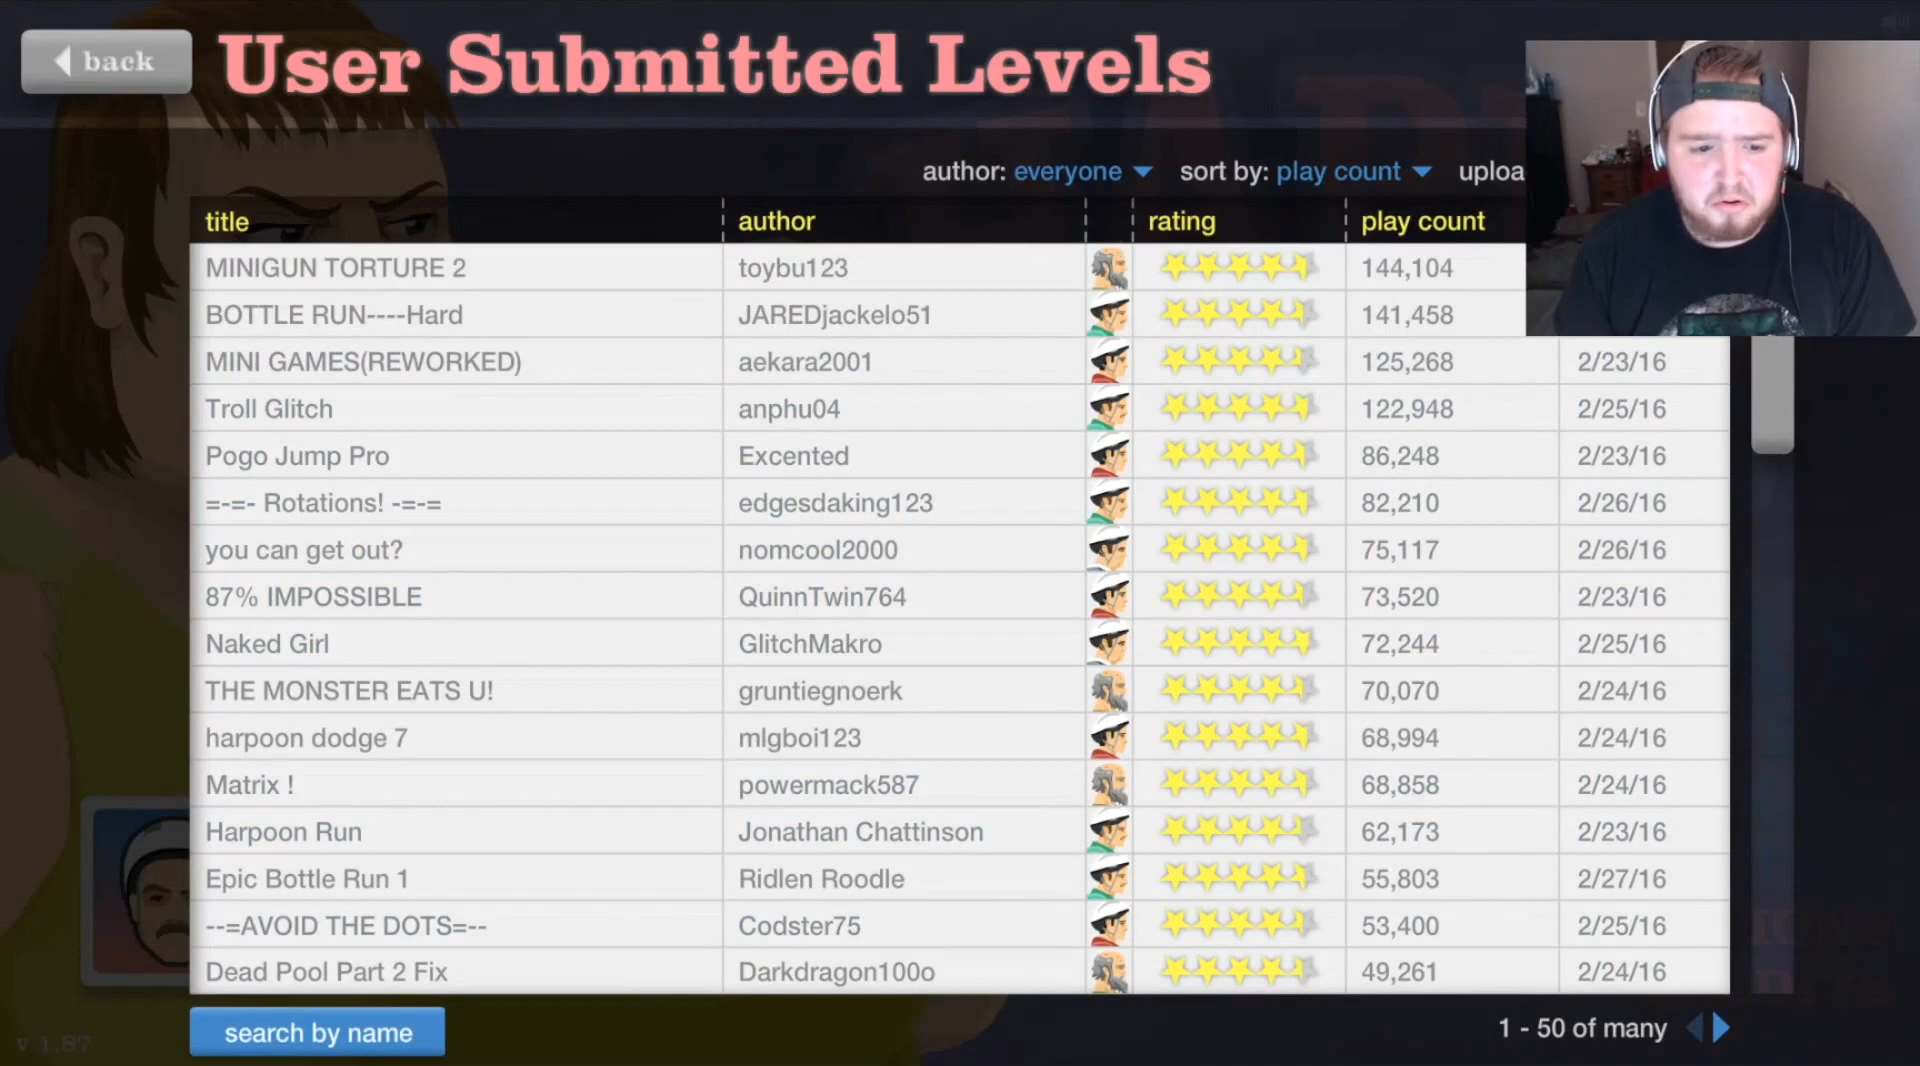 back
User Submitted Levels
author: everyone sort by: play count uploa
title author rating play count
MINIGUN TORTURE 2 toybu123 144,104
BOTTLE RUN----Hard JAREDjackelo51 141,458
MINI GAMES(REWORKED) aekara2001 125,268 2/23/16
Troll Glitch anphu04 122,948 2/25/16
Pogo Jump Pro Excented 86,248 2/23/16
=-=- Rotations! -=-= edgesdaking123 82,210 2/26/16
you can get out? nomcool2000 75,117 2/26/16
87% IMPOSSIBLE QuinnTwin764 73,520 2/23/16
Naked Girl GlitchMakro 72,244 2/25/16
THE MONSTER EATS U! gruntiegnoerk 70,070 2/24/16
harpoon dodge 7 mlgboi123 68,994 2/24/16
Matrix ! powermack587 68,858 2/24/16
Harpoon Run Jonathan Chattinson 62,173 2/23/16
Epic Bottle Run 1 Ridlen Roodle 55,803 2/27/16
--=AVOID THE DOTS=-- Codster75 53,400 2/25/16
Dead Pool Part 2 Fix Darkdragon100o 49,261 2/24/16
search by name 1 - 50 of many
v 1.87